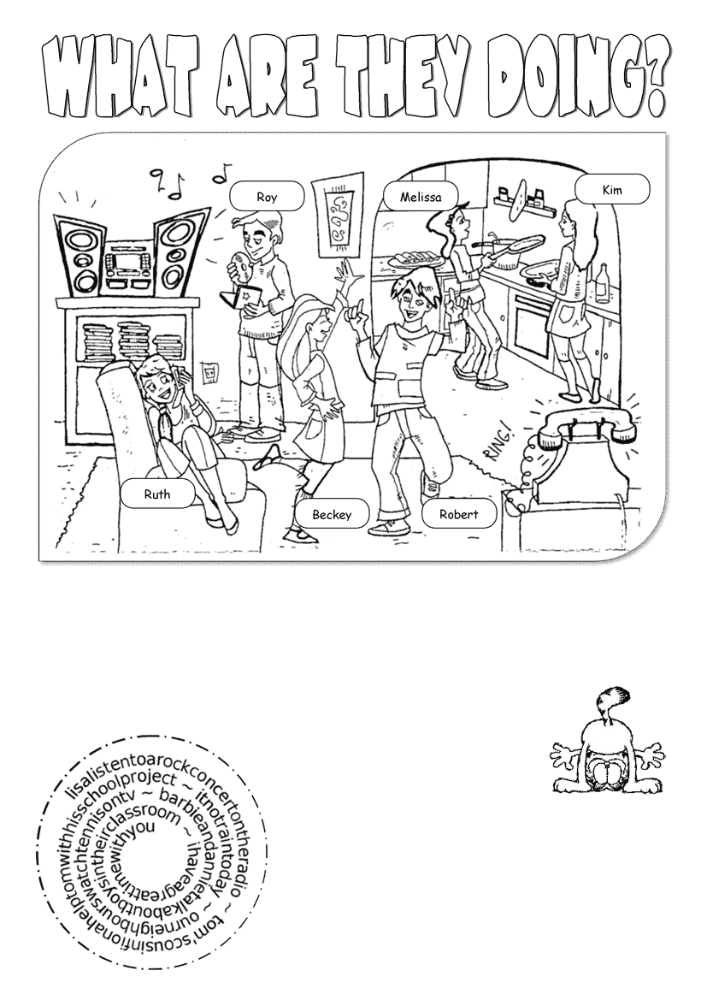 WHAT ARE THEY DOING?
Roy
Melissa
Kim
RING!
Ruth
Beckey
Robert
lisalistentoarockconcertontheradio ~ tom'scousinfionahelptomwithhisschoolproject ~ itnotraintoday ~ ourneighbourswatchtennisontv ~ barbieandannietalkaboutboysintheirclassroom ~ ihaveagreattimewithyou